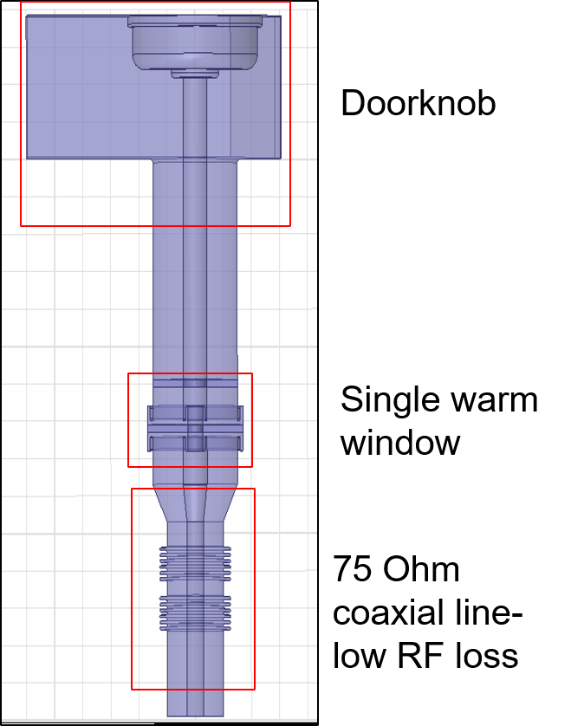 Doorknob
Single warm
window
75 Ohm
coaxial line-
low RF loss